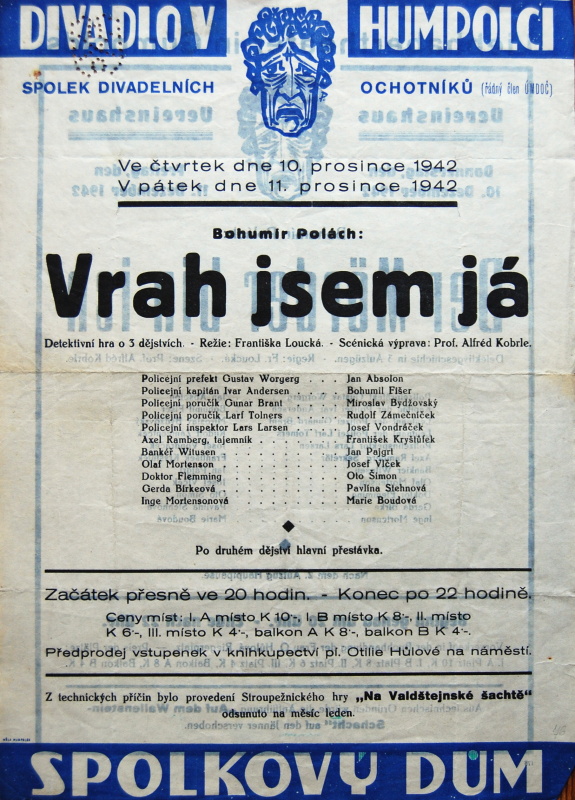 DIVADLO V HUMPOLCI
SPOLEK DIVADELNÍCH OCHOTNÍKŮ (řádný člen ÚMDOČ)
Ve čtvrtek dne 10. prosince 1942
V pátek dne 11. prosince 1942
Bohumír Polách:
Vrah jsem já
Detektivní hra o 3 dějstvích. - Režie: Františka Loucká. - Scénická výprava: Prof. Alfréd Kobrle.
Policejní prefekt Gustav Worgerg . . . . Jan Absolon
Policejní kapitán Ivar Andersen . . . . . Bohumil Fišer
Policejní poručík Gunar Brant . . . . . Miroslav Bydžovský
Policejní poručík Larf Tolners . . . . . Rudolf Zámečníček
Policejní inspektor Lars Larsen . . . . Josef Vondráček
Axel Ramberg, tajemník . . . . . . . František Kryštůfek
Bankéř Witusen . . . . . . . . . Jan Pajgrt
Olaf Mortenson . . . . . . . . . Josef Vlček
Doktor Flemming . . . . . . . . . Oto Šimon
Gerda Birkeová . . . . . . . . . Pavlína Stehnová
Inge Mortensonová . . . . . . . . Marie Boudová
Po druhém dějství hlavní přestávka.
Začátek přesně ve 20 hodin. - Konec po 22 hodině.
Ceny míst: I. A místo K 10·-, I. B místo K 8·-, II. místo
K 6·-, III. místo K 4·-, balkon A K 8·-, balkon B K 4·-.
Předprodej vstupenek v knihkupectví pí. Otilie Hůlové na náměstí.
Z technických příčin bylo provedení Stroupežnického hry „Na Valdštejnské šachtě"
odsunuto na měsíc leden.
SPOLKOVÝ DŮM